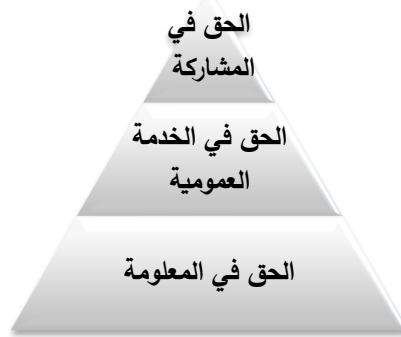 الحق في
المشاركة
الحق في الخدمة
العمومية
الحق في المعلومة